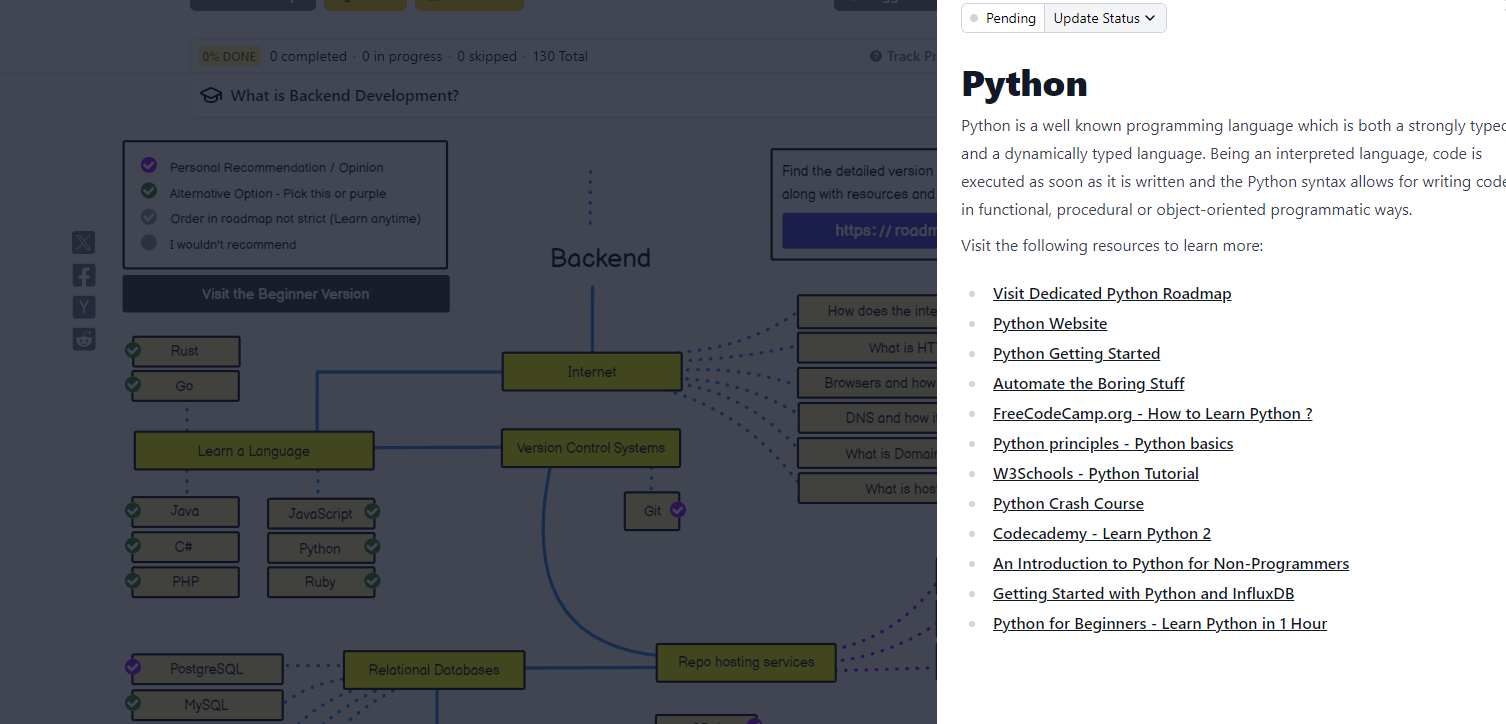 0% DONE 0 completed · 0 in progress · 0 skipped · 130 Total
Track Pr
What is Backend Development?
Personal Recommendation / Opinion
Alternative Option - Pick this or purple
Order in roadmap not strict (Learn anytime)
I wouldn't recommend
Visit the Beginner Version
Find the detailed version
along with resources and
https://roadm
Backend
Rust
Go
Learn a Language
Java
C#
PHP
JavaScript
Python
Ruby
Internet
Version Control Systems
Git
How does the inte
What is HT
Browsers and how
DNS and how i
What is Domai
What is hos
PostgreSQL
MySQL
Relational Databases
Repo hosting services
Pending
Update Status
Python
Python is a well known programming language which is both a strongly typed
and a dynamically typed language. Being an interpreted language, code is
executed as soon as it is written and the Python syntax allows for writing code
in functional, procedural or object-oriented programmatic ways.
Visit the following resources to learn more:
Visit Dedicated Python Roadmap
Python Website
Python Getting Started
Automate the Boring Stuff
FreeCodeCamp.org - How to Learn Python ?
Python principles - Python basics
W3Schools - Python Tutorial
Python Crash Course
Codecademy - Learn Python 2
An Introduction to Python for Non-Programmers
Getting Started with Python and InfluxDB
Python for Beginners - Learn Python in 1 Hour